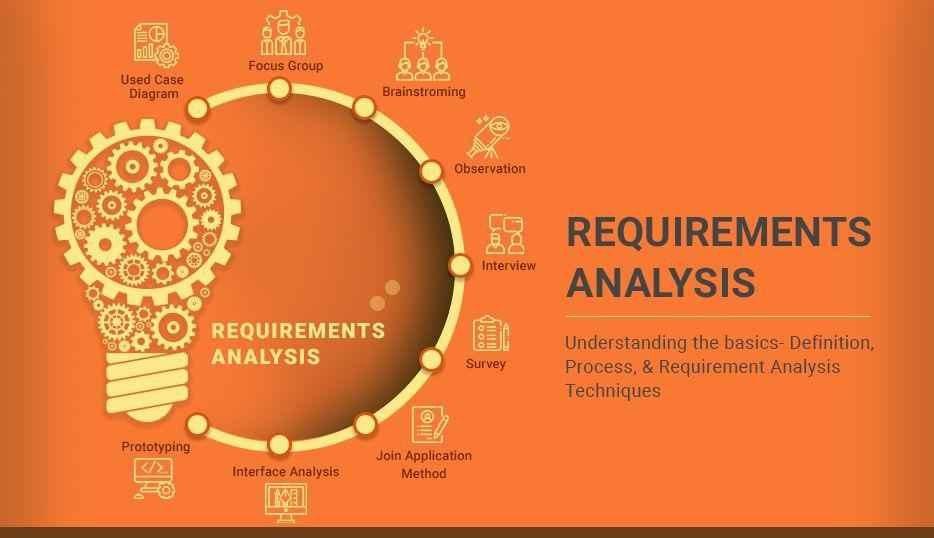 Used Case
Diagram
Focus Group
Brainstroming
Observation
Interview
Survey
Join Application
Method
Interface Analysis
Prototyping
REQUIREMENTS
ANALYSIS
REQUIREMENTS
ANALYSIS
Understanding the basics- Definition,
Process, & Requirement Analysis
Techniques